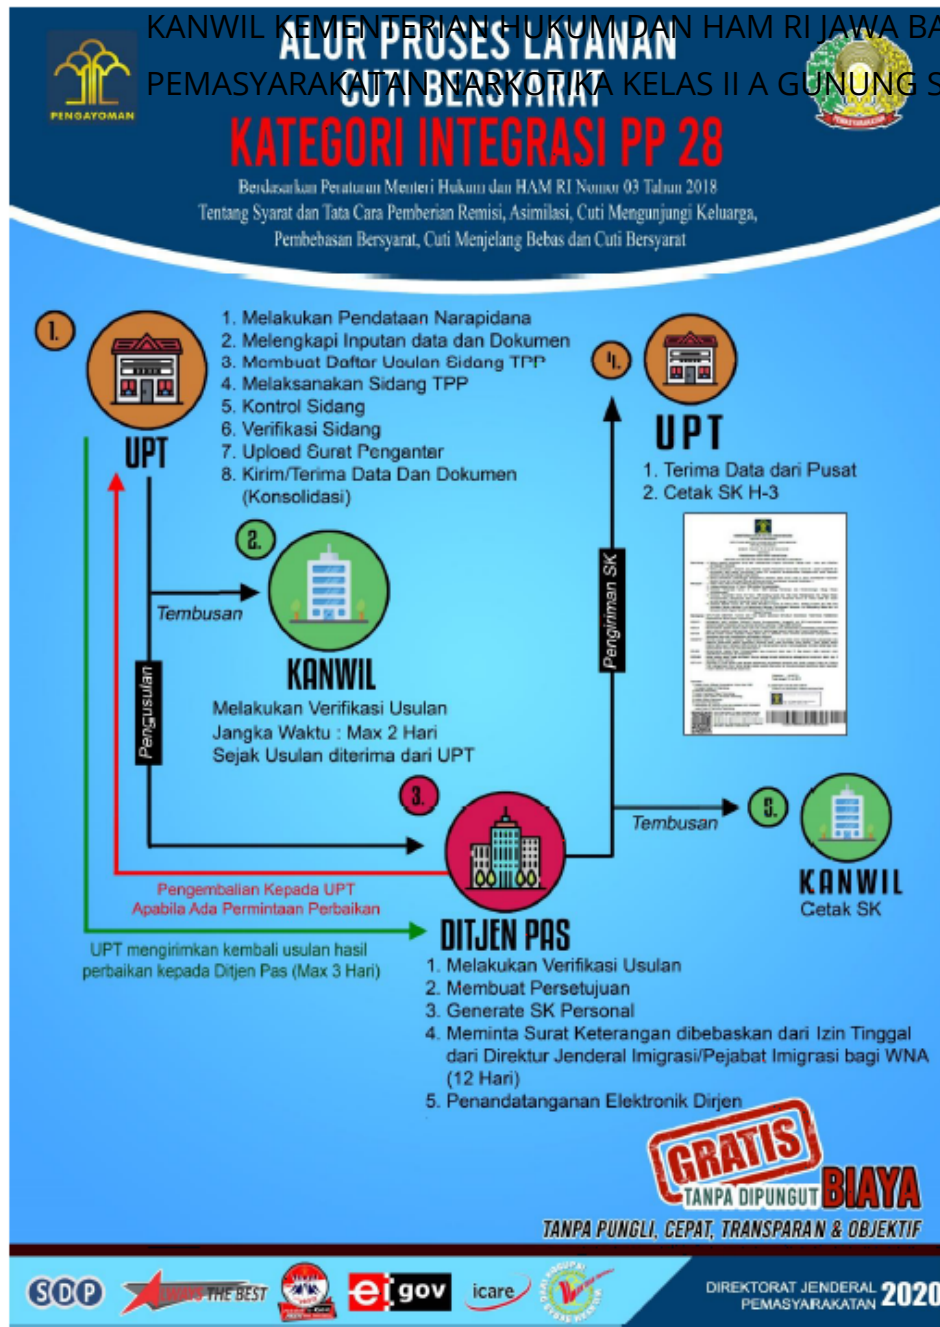 KANWIL KEMENTERIAN HUKUM DAN HAM RI JAWA BA
PEMASYARAKATAN NARKOTIKA KELAS II A GUNUNG S
ALUR PROSES LAYANAN
CUTI BERSYARAT
KATEGORI INTEGRASI PP 28
PENGAYOMAN
PEMASYARAKATAN
Berdasarkan Peraturan Menteri Hukum dan HAM RI Nomor 03 Tahun 2018
Tentang Syarat dan Tata Cara Pemberian Remisi, Asimilasi, Cuti Mengunjungi Keluarga,
Pembebasan Bersyarat, Cuti Menjelang Bebas dan Cuti Bersyarat
1.
UPT
1. Melakukan Pendataan Narapidana
2. Melengkapi Inputan data dan Dokumen
3. Membuat Daftar Usulan Sidang TPP
4. Melaksanakan Sidang TPP
5. Kontrol Sidang
6. Verifikasi Sidang
7. Upload Surat Pengantar
8. Kirim/Terima Data Dan Dokumen
(Konsolidasi)
4.
UPT
1. Terima Data dari Pusat
2. Cetak SK H-3
2.
Tembusan
KANWIL
Melakukan Verifikasi Usulan
Jangka Waktu : Max 2 Hari
Sejak Usulan diterima dari UPT
Pengusulan
Pengiriman SK
3.
Tembusan
5.
KANWIL
Cetak SK
Pengembalian Kepada UPT
Apabila Ada Permintaan Perbaikan
UPT mengirimkan kembali usulan hasil
perbaikan kepada Ditjen Pas (Max 3 Hari)
DITJEN PAS
1. Melakukan Verifikasi Usulan
2. Membuat Persetujuan
3. Generate SK Personal
4. Meminta Surat Keterangan dibebaskan dari Izin Tinggal
dari Direktur Jenderal Imigrasi/Pejabat Imigrasi bagi WNA
(12 Hari)
5. Penandatanganan Elektronik Dirjen
GRATIS
TANPA DIPUNGUT BIAYA
TANPA PUNGLI, CEPAT, TRANSPARAN & OBJEKTIF
SDP
ALWAYS THE BEST
ei gov
icare
DIREKTORAT JENDERAL
PEMASYARAKATAN 2020